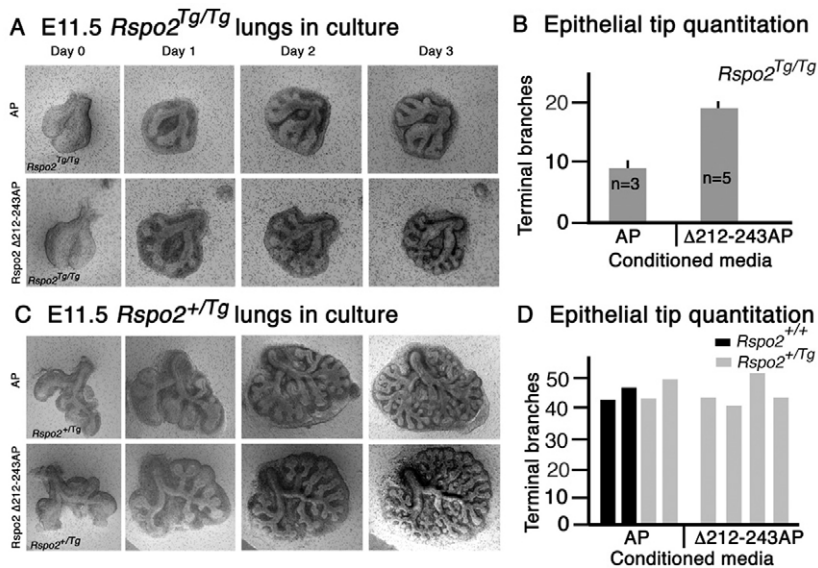 A E11.5 Rspo2Tg/Tg lungs in culture
Day 0 Day 1 Day 2 Day 3
AP
Rspo2Tg/Tg
Rspo2 Δ212-243AP
Rspo2Tg/Tg
B Epithelial tip quantitation
Rspo2Tg/Tg
Terminal branches
20
10
0
n=3
n=5
AP Δ212-243AP
Conditioned media
C E11.5 Rspo2+/Tg lungs in culture
AP
Rspo2+/Tg
Rspo2 Δ212-243AP
Rspo2+/Tg
D Epithelial tip quantitation
Rspo2+/+
Rspo2+/Tg
Terminal branches
50
40
30
20
10
0
AP Δ212-243AP
Conditioned media